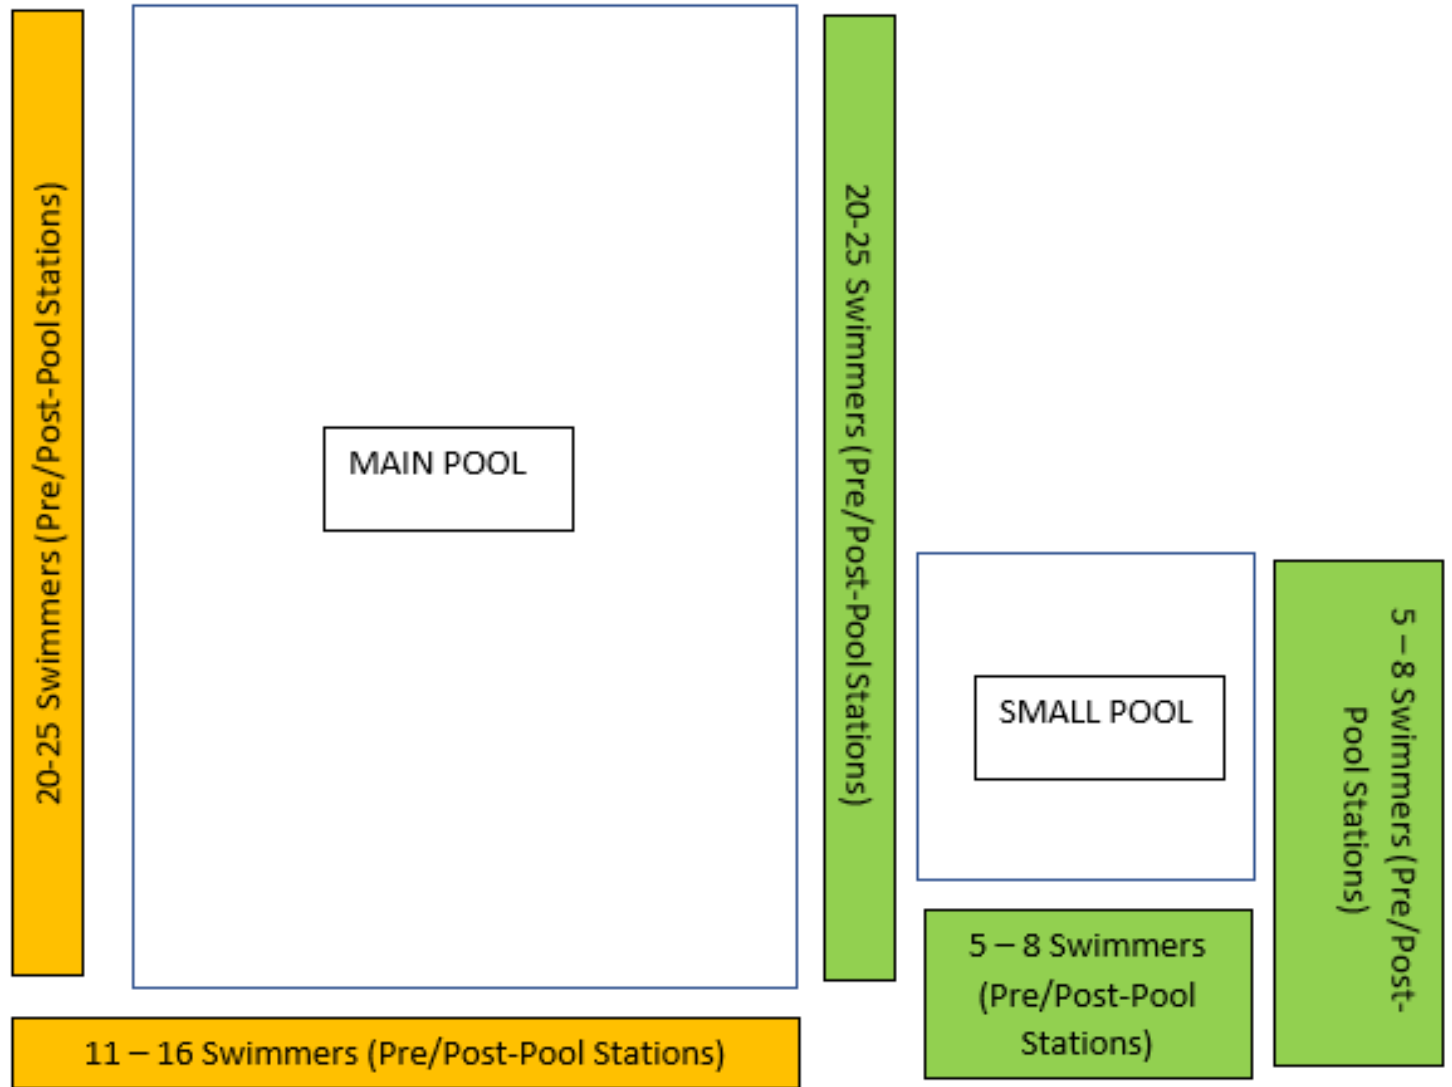 20-25 Swimmers (Pre/Post-Pool Stations)
MAIN POOL
20-25 Swimmers (Pre/Post-Pool Stations)
SMALL POOL
5 – 8 Swimmers (Pre/Post-
Pool Stations)
5 – 8 Swimmers
(Pre/Post-Pool
Stations)
11 – 16 Swimmers (Pre/Post-Pool Stations)